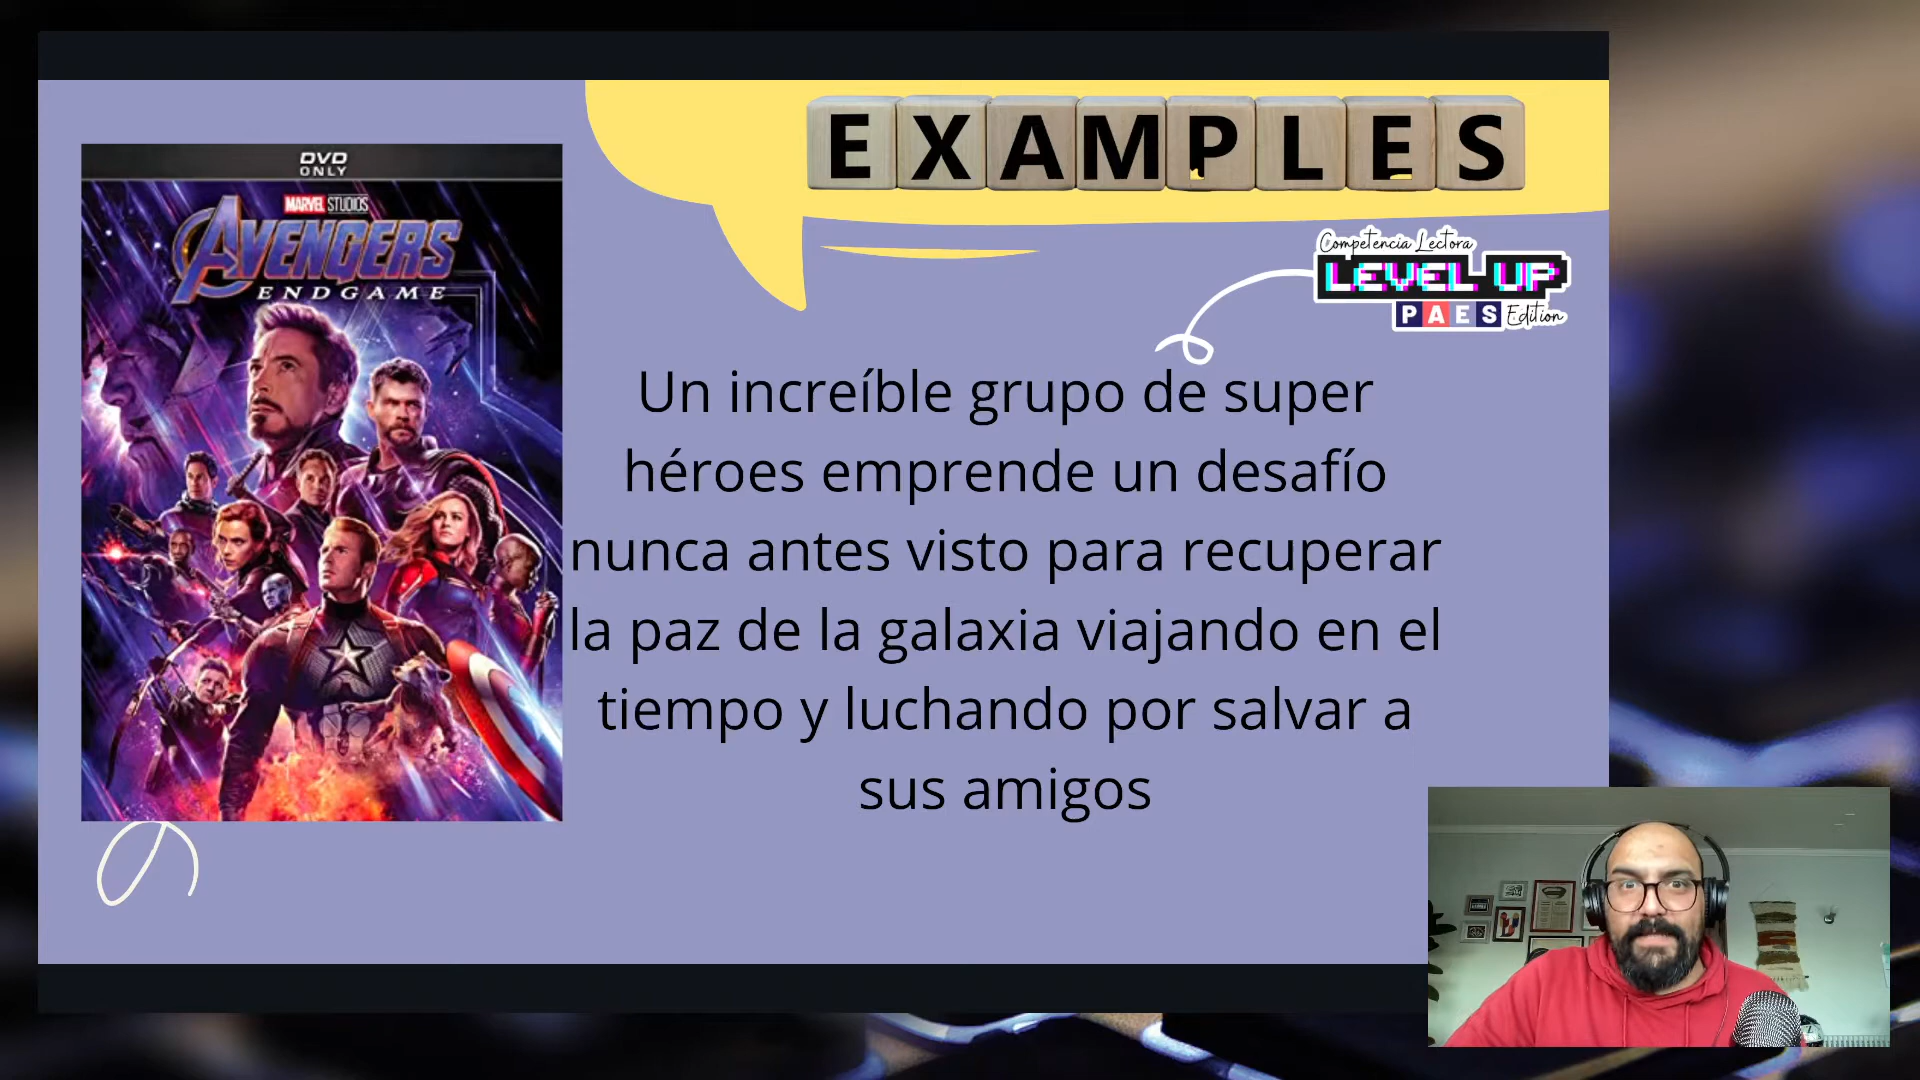 EXAMPLES
DVD
ONLY
MARVEL STUDIOS
AVENGERS
ENDGAME
Competencia Lectora
LEVEL UP
PAES Edition
Un increíble grupo de super
héroes emprende un desafío
nunca antes visto para recuperar
la paz de la galaxia viajando en el
tiempo y luchando por salvar a
sus amigos